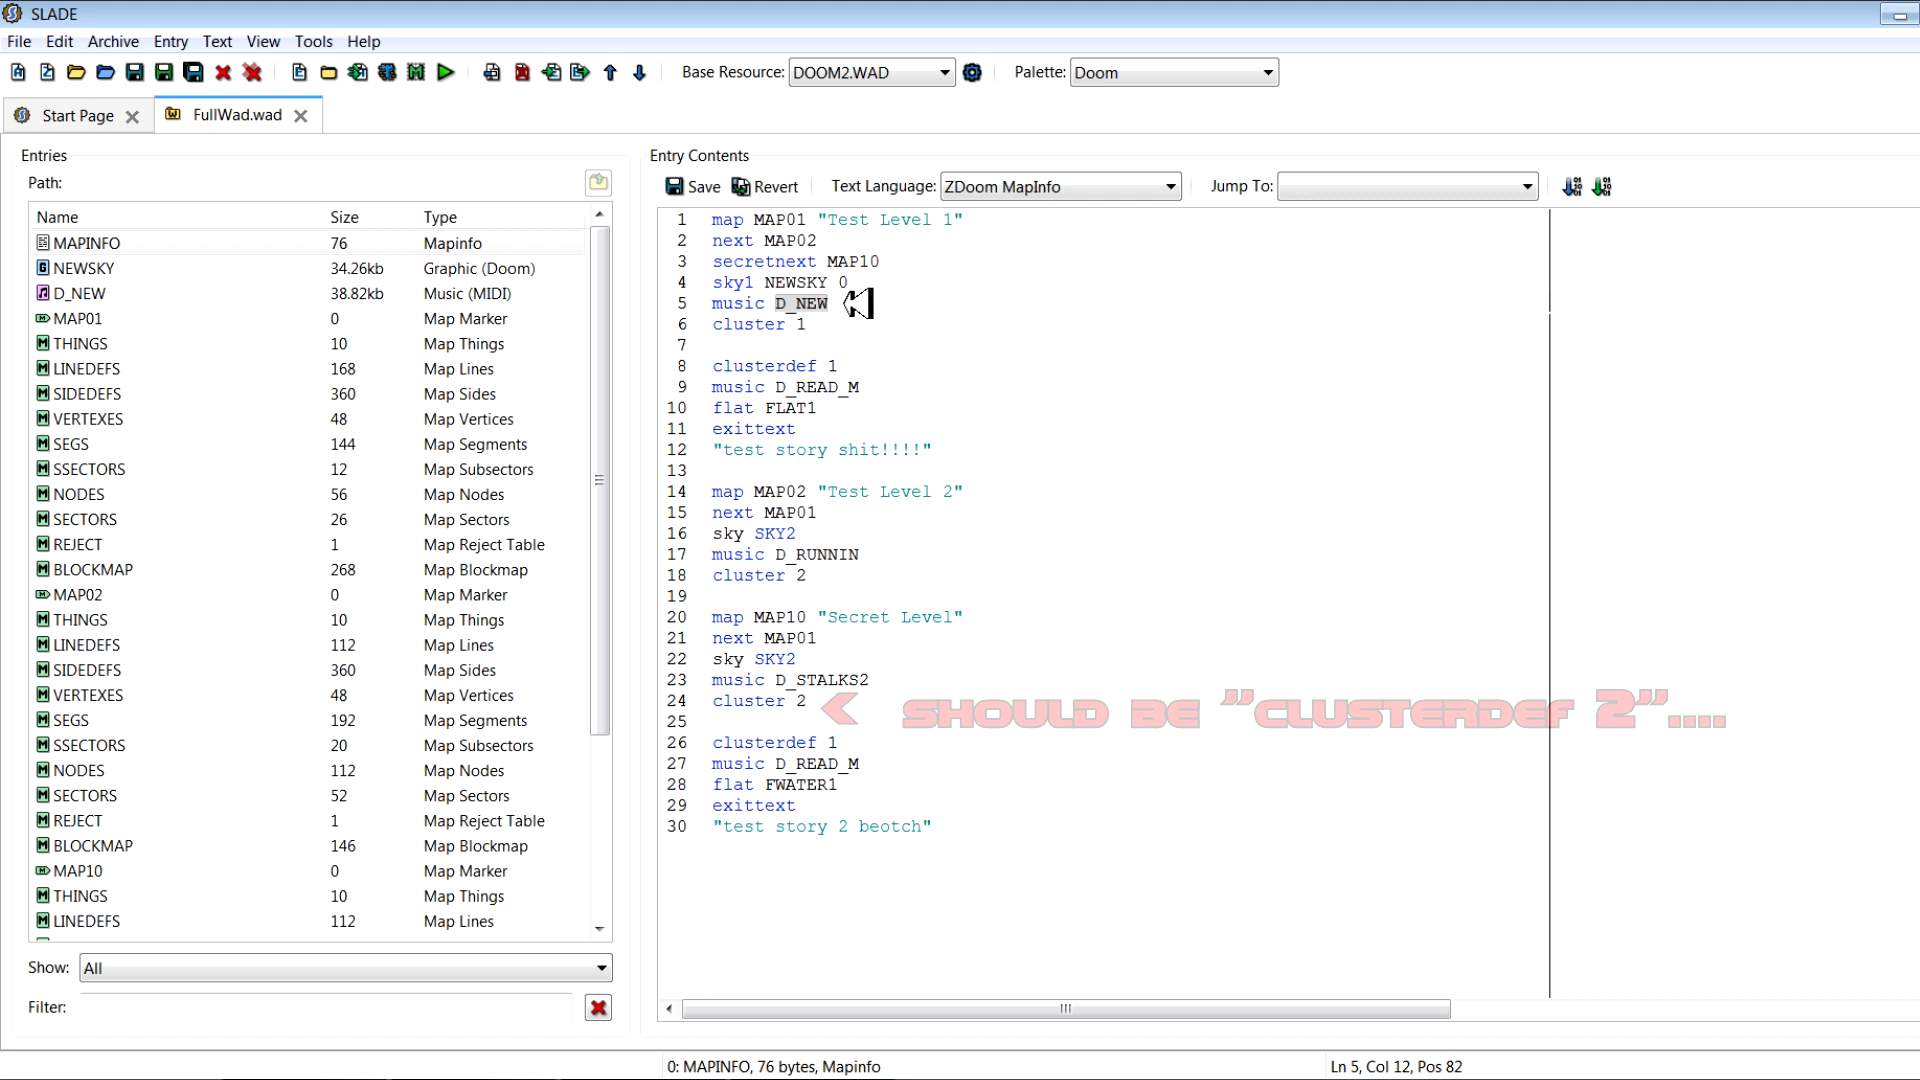 SLADE
File Edit Archive Entry Text View Tools Help
Base Resource: DOOM2.WAD Palette: Doom
Start Page FullWad.wad
Entries
Path:
Name Size Type
MAPINFO 76 Mapinfo
NEWSKY 34.26kb Graphic (Doom)
D_NEW 38.82kb Music (MIDI)
MAP01 0 Map Marker
THINGS 10 Map Things
LINEDEFS 168 Map Lines
SIDEDEFS 360 Map Sides
VERTEXES 48 Map Vertices
SEGS 144 Map Segments
SSECTORS 12 Map Subsectors
NODES 56 Map Nodes
SECTORS 26 Map Sectors
REJECT 1 Map Reject Table
BLOCKMAP 268 Map Blockmap
MAP02 0 Map Marker
THINGS 10 Map Things
LINEDEFS 112 Map Lines
SIDEDEFS 360 Map Sides
VERTEXES 48 Map Vertices
SEGS 192 Map Segments
SSECTORS 20 Map Subsectors
NODES 112 Map Nodes
SECTORS 52 Map Sectors
REJECT 1 Map Reject Table
BLOCKMAP 146 Map Blockmap
MAP10 0 Map Marker
THINGS 10 Map Things
LINEDEFS 112 Map Lines
Show: All
Filter:
Entry Contents
Save Revert Text Language: ZDoom MapInfo Jump To:
1 map MAP01 "Test Level 1"
2 next MAP02
3 secretnext MAP10
4 sky1 NEWSKY 0
5 music D_NEW
6 cluster 1
7
8 clusterdef 1
9 music D_READ_M
10 flat FLAT1
11 exittext
12 "test story shit!!!!"
13
14 map MAP02 "Test Level 2"
15 next MAP01
16 sky SKY2
17 music D_RUNNIN
18 cluster 2
19
20 map MAP10 "Secret Level"
21 next MAP01
22 sky SKY2
23 music D_STALKS2
24 cluster 2 < SHOULD BE "CLUSTERDEF 2"....
25
26 clusterdef 1
27 music D_READ_M
28 flat FWATER1
29 exittext
30 "test story 2 beotch"
0: MAPINFO, 76 bytes, Mapinfo Ln 5, Col 12, Pos 82